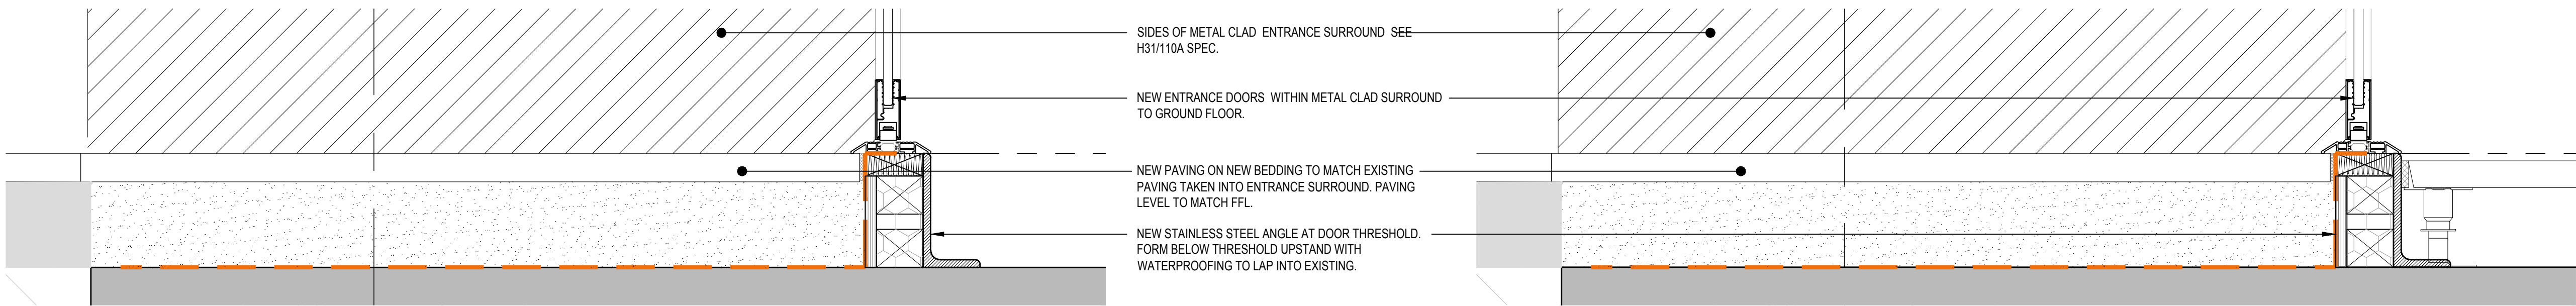 SIDES OF METAL CLAD ENTRANCE SURROUND SEE
H31/110A SPEC.
NEW ENTRANCE DOORS WITHIN METAL CLAD SURROUND
TO GROUND FLOOR.
NEW PAVING ON NEW BEDDING TO MATCH EXISTING
PAVING TAKEN INTO ENTRANCE SURROUND. PAVING
LEVEL TO MATCH FFL.
NEW STAINLESS STEEL ANGLE AT DOOR THRESHOLD.
FORM BELOW THRESHOLD UPSTAND WITH
WATERPROOFING TO LAP INTO EXISTING.